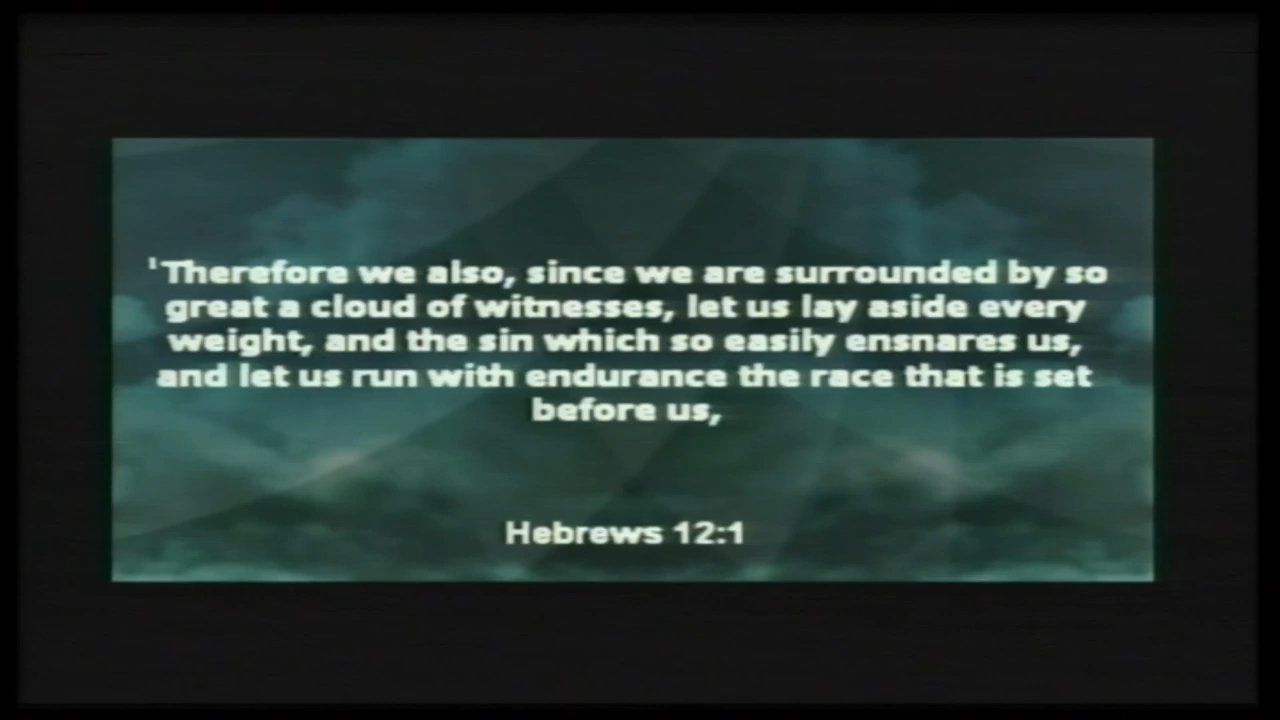 ¹Therefore we also, since we are surrounded by so
great a cloud of witnesses, let us lay aside every
weight, and the sin which so easily ensnares us,
and let us run with endurance the race that is set
before us,
Hebrews 12:1